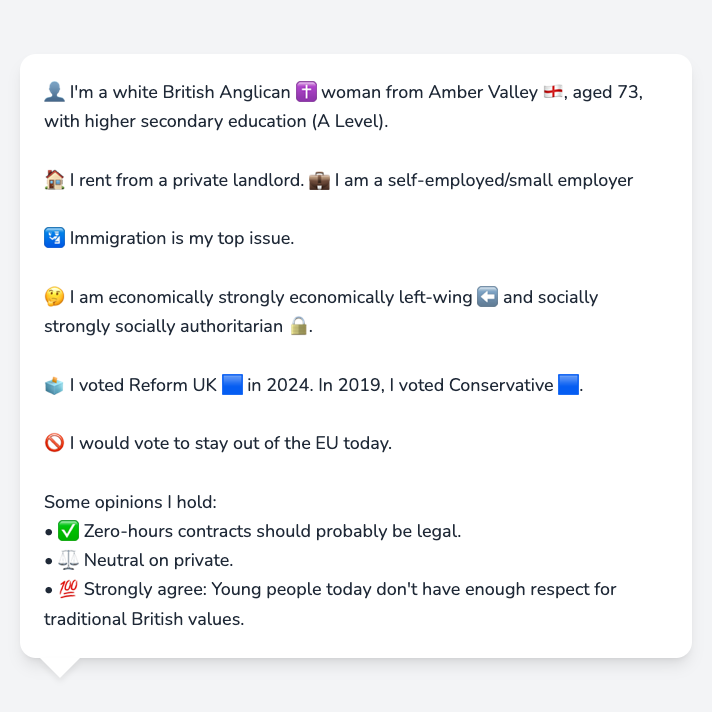 👤 I'm a white British Anglican ✝️ woman from Amber Valley 🏴󠁧󠁢󠁥󠁮󠁧󠁿, aged 73,
with higher secondary education (A Level).
🏠 I rent from a private landlord. 💼 I am a self-employed/small employer
🛂 Immigration is my top issue.
🤔 I am economically strongly economically left-wing ⬅️ and socially
strongly socially authoritarian 🔒.
🗳️ I voted Reform UK 🟦 in 2024. In 2019, I voted Conservative 🟦.
🚫 I would vote to stay out of the EU today.
Some opinions I hold:
• ✅ Zero-hours contracts should probably be legal.
• ⚖️ Neutral on private.
• 💯 Strongly agree: Young people today don't have enough respect for
traditional British values.